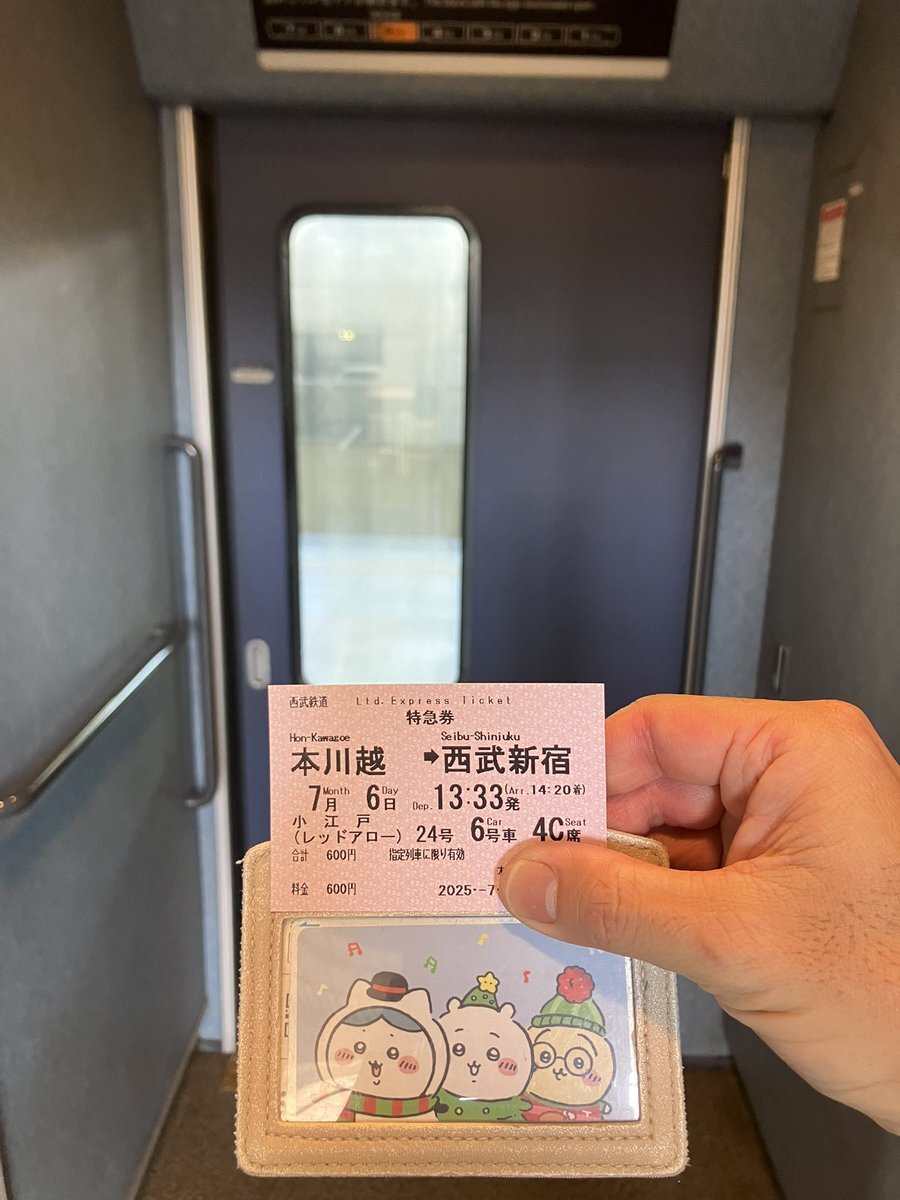 西武鉄道 Ltd.Express Ticket
特急券
Hon-Kawagoe Seibu-Shinjuku
本川越 ➡西武新宿
7月 Month 6日 Day Dep.13:33発 (Arr.14:20着)
小江戸
(レッドアロー) 24号 6号車 Car 4C席 Seat
合計 600円 指定列車に限り有効
料金 600円 2025.-7.